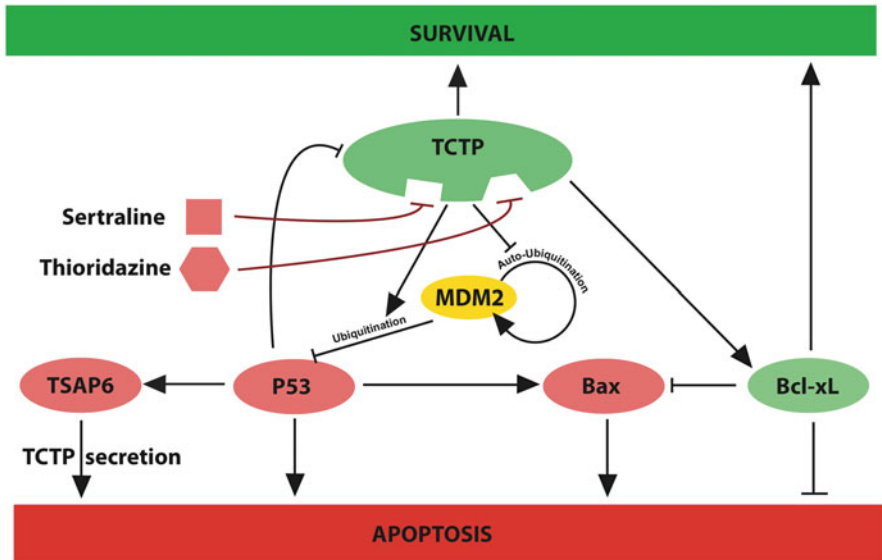 SURVIVAL
TCTP
Sertraline
Thioridazine
Auto-Ubiquitination
MDM2
Ubiquitination
TSAP6
P53
Bax
Bcl-xL
TCTP secretion
APOPTOSIS